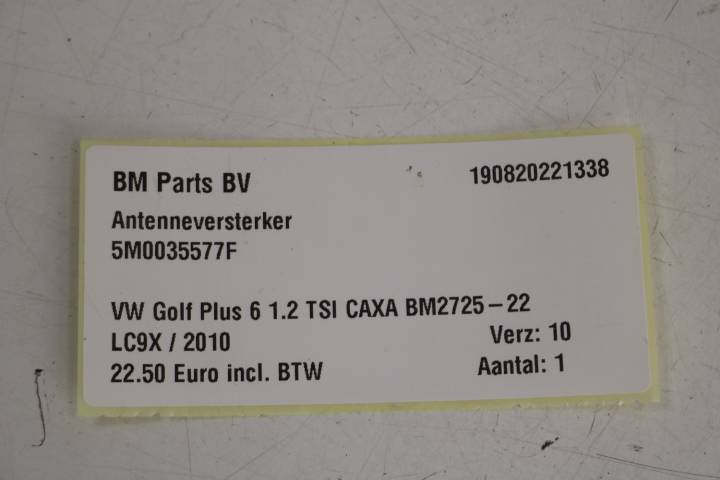 BM Parts BV 190820221338
Antenneversterker
5M0035577F
VW Golf Plus 6 1.2 TSI CAXA BM2725-22
LC9X / 2010 Verz: 10
22.50 Euro incl. BTW Aantal: 1